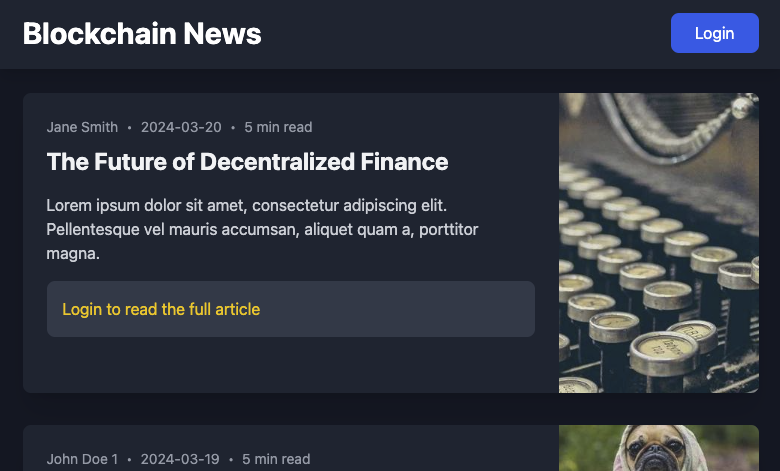 Blockchain News
Login
Jane Smith • 2024-03-20 • 5 min read
The Future of Decentralized Finance
Lorem ipsum dolor sit amet, consectetur adipiscing elit.
Pellentesque vel mauris accumsan, aliquet quam a, porttitor
magna.
Login to read the full article
John Doe 1 • 2024-03-19 • 5 min read